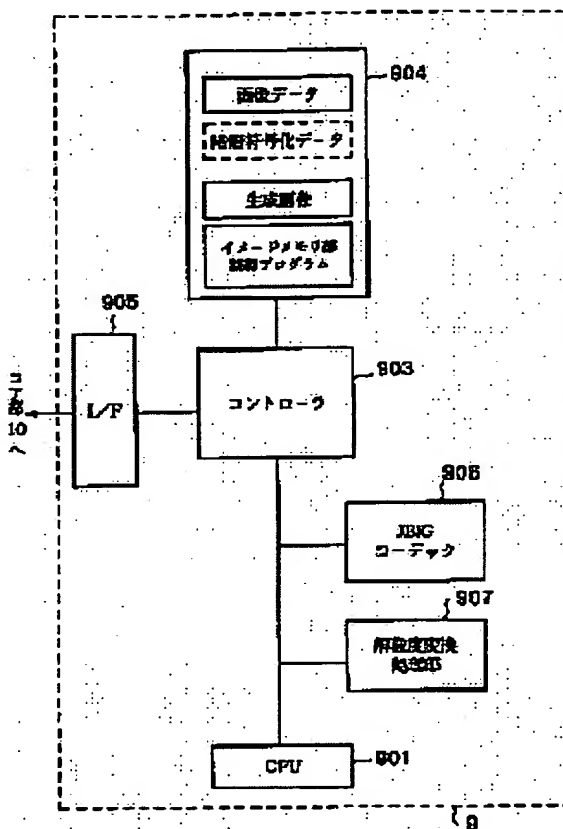 904
画像データ
符号化データ
生成画像
イメージメモリ部
制御プログラム
905
I/F
10
へ
コントローラ
903
906
JBIG
コーデック
907
解像度変換
処理部
CPU
901
9